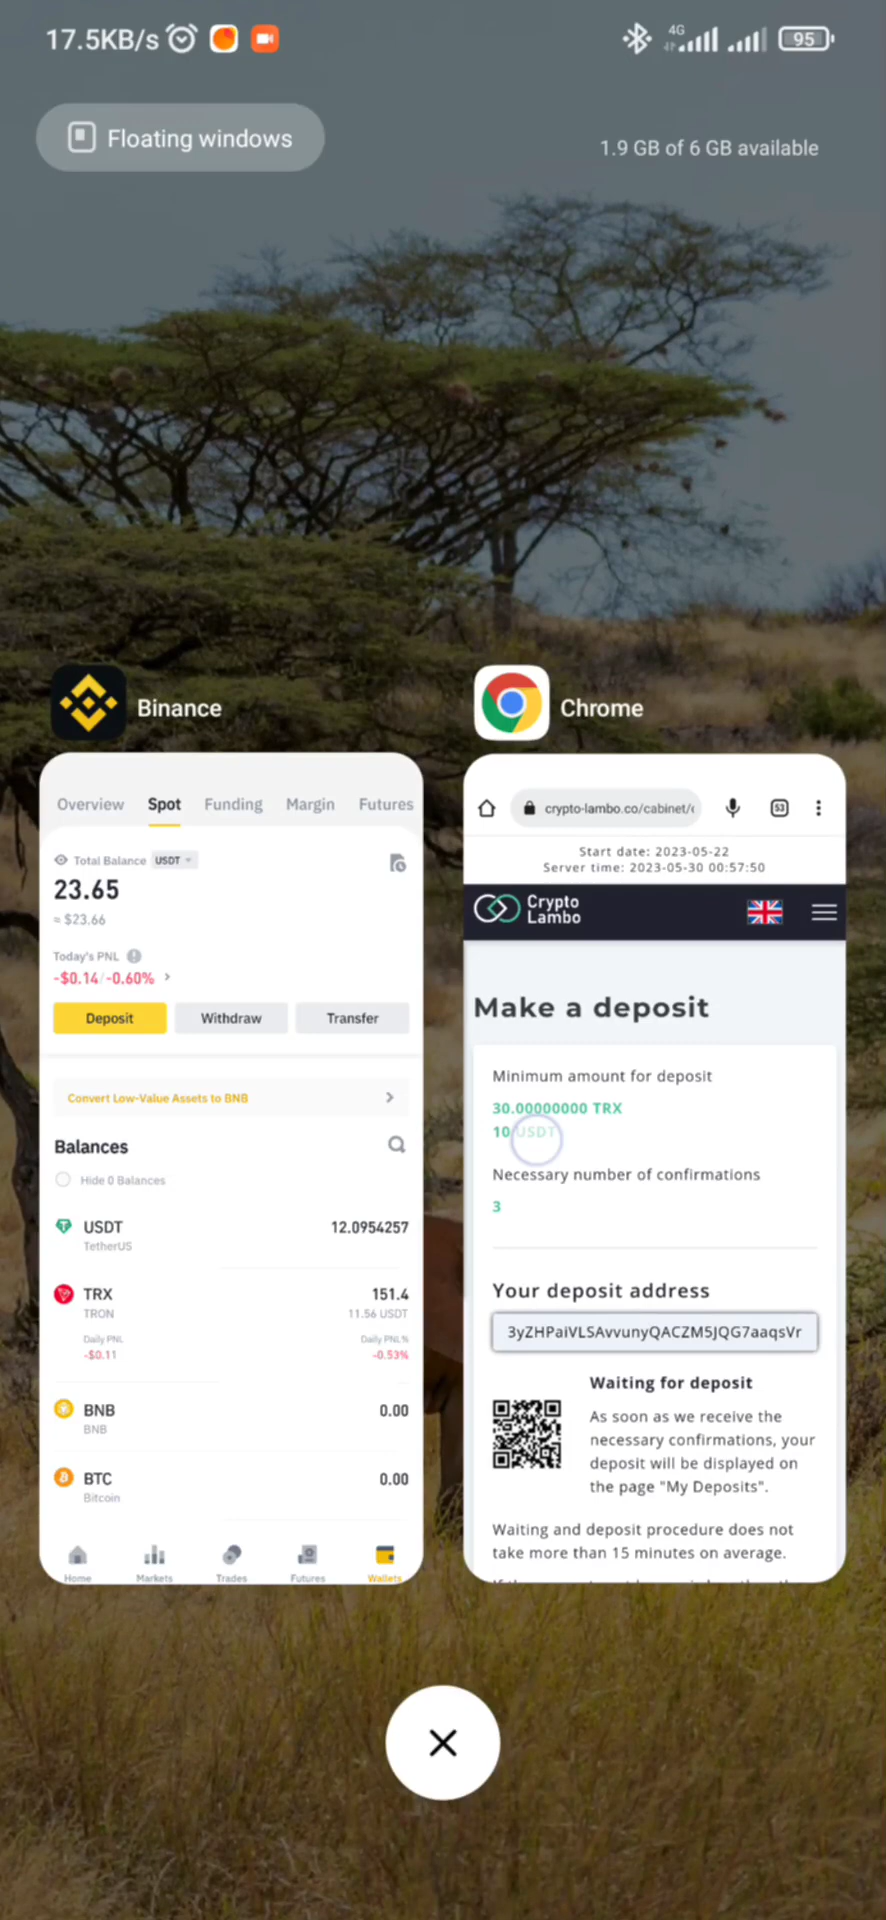 17.5KB/s
4G
95
Floating windows
1.9 GB of 6 GB available
Binance
Overview Spot Funding Margin Futures
Total Balance USDT
23.65
≈ $23.66
Today's PNL
-$0.14/-0.60%
Deposit Withdraw Transfer
Convert Low-Value Assets to BNB
Balances
Hide 0 Balances
USDT 12.0954257
TetherUS
TRX 151.4
TRON 11.56 USDT
Daily PNL Daily PNL%
-$0.11 -0.53%
BNB 0.00
BNB
BTC 0.00
Bitcoin
Home Markets Trades Futures Wallets
Chrome
crypto-lambo.co/cabinet/
53
Start date: 2023-05-22
Server time: 2023-05-30 00:57:50
Crypto
Lambo
Make a deposit
Minimum amount for deposit
30.00000000 TRX
10 USDT
Necessary number of confirmations
3
Your deposit address
3yZHPaiVLSAvvunyQACZM5JQG7aaqsVr
Waiting for deposit
As soon as we receive the
necessary confirmations, your
deposit will be displayed on
the page "My Deposits".
Waiting and deposit procedure does not
take more than 15 minutes on average.